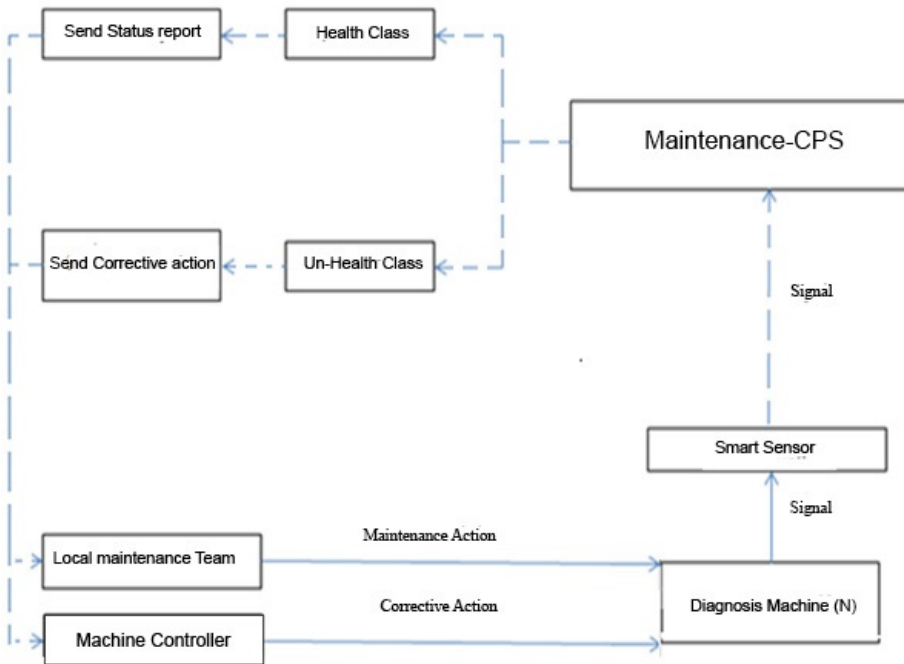 Send Status report
Health Class
Maintenance-CPS
Send Corrective action
Un-Health Class
Signal
Smart Sensor
Signal
Local maintenance Team
Maintenance Action
Diagnosis Machine (N)
Corrective Action
Machine Controller